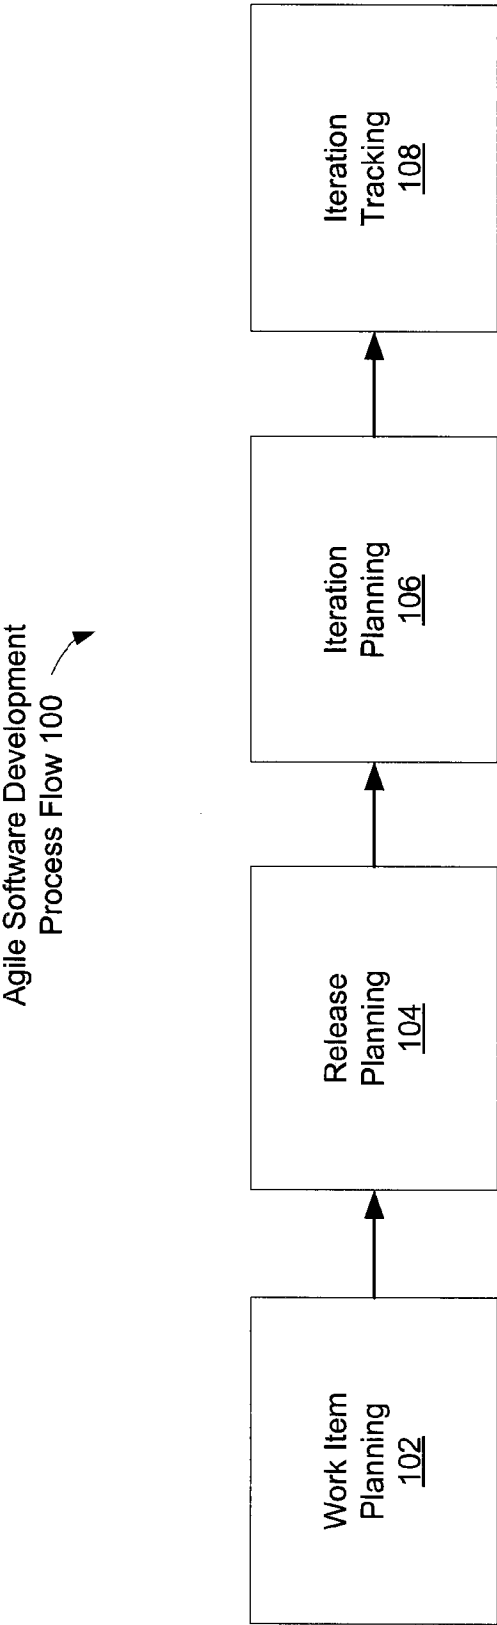 Agile Software Development
Process Flow 100
Work Item
Planning
102
Release
Planning
104
Iteration
Planning
106
Iteration
Tracking
108